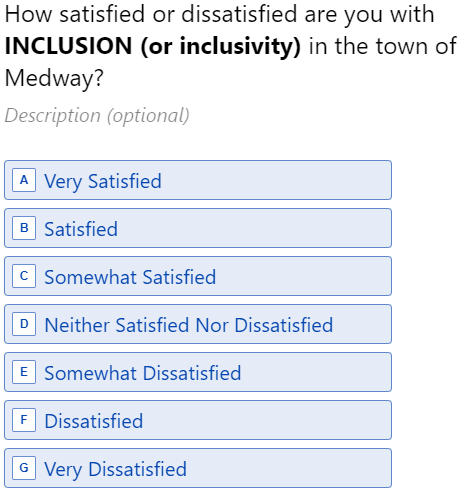 How satisfied or dissatisfied are you with
INCLUSION (or inclusivity) in the town of
Medway?
Description (optional)
A Very Satisfied
B Satisfied
C Somewhat Satisfied
D Neither Satisfied Nor Dissatisfied
E Somewhat Dissatisfied
F Dissatisfied
G Very Dissatisfied